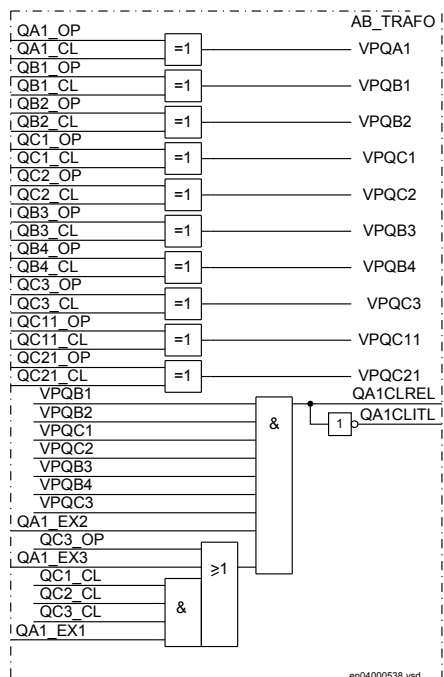 AB_TRAFO
QA1_OP
QA1_CL
=1
VPQA1
QB1_OP
QB1_CL
=1
VPQB1
QB2_OP
QB2_CL
=1
VPQB2
QC1_OP
QC1_CL
=1
VPQC1
QC2_OP
QC2_CL
=1
VPQC2
QB3_OP
QB3_CL
=1
VPQB3
QB4_OP
QB4_CL
=1
VPQB4
QC3_OP
QC3_CL
=1
VPQC3
QC11_OP
QC11_CL
=1
VPQC11
QC21_OP
QC21_CL
=1
VPQC21
VPQB1
VPQB2
VPQC1
VPQC2
VPQB3
VPQB4
VPQC3
QA1_EX2
&
QA1CLREL
1
QA1CLITL
QC3_OP
QA1_EX3
≥1
QC1_CL
QC2_CL
QC3_CL
&
QA1_EX1
en04000538.vsd